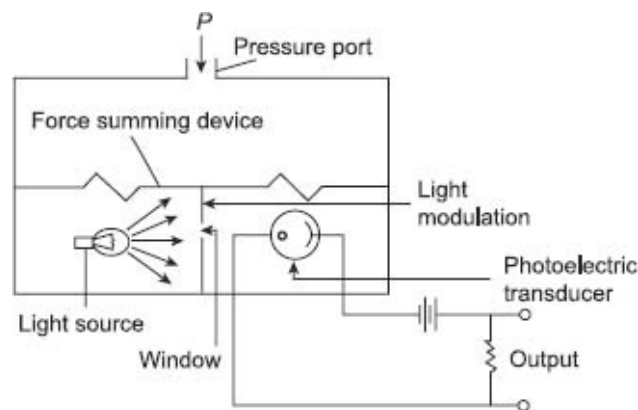 P
Pressure port
Force summing device
Light
modulation
Photoelectric
transducer
Light source
Window
Output